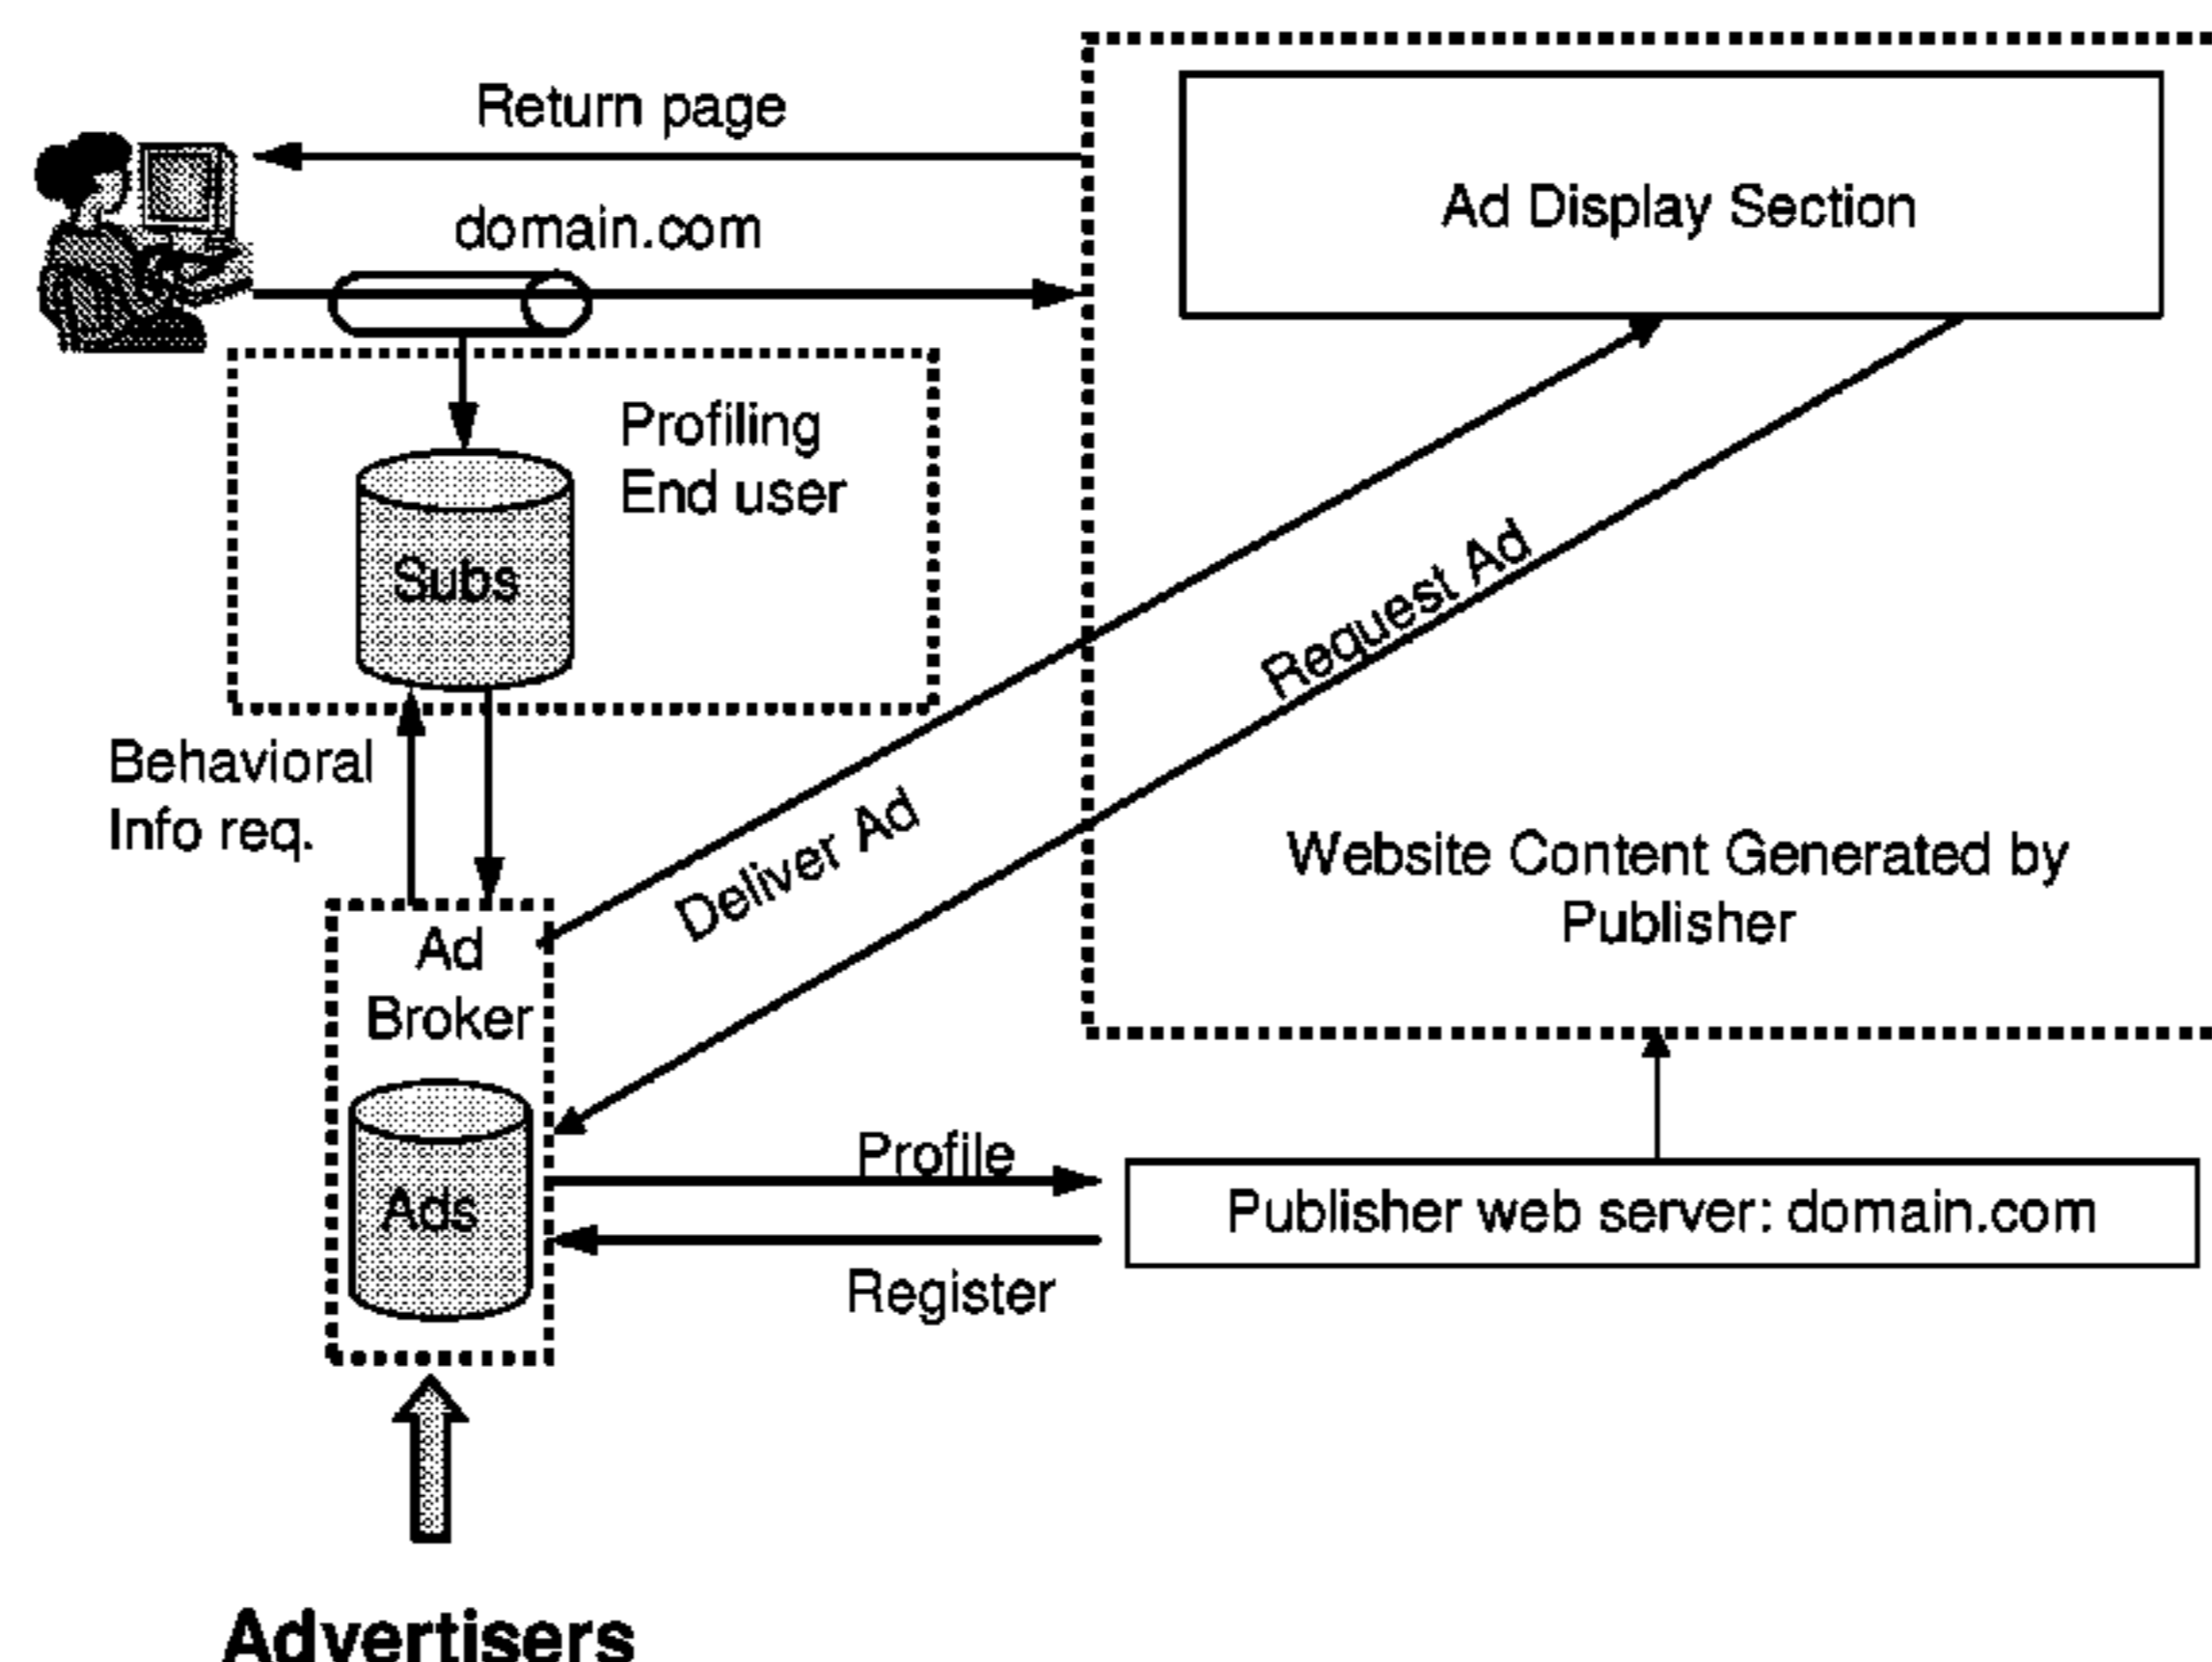 Return page
domain.com
Ad Display Section
Profiling
End user
Subs
Request Ad
Behavioral
Info req.
Deliver Ad
Website Content Generated by
Publisher
Ad
Broker
Ads
Profile
Publisher web server: domain.com
Register
Advertisers